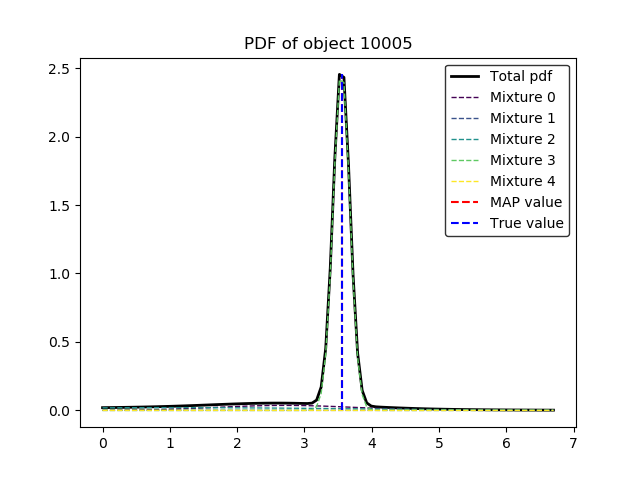 PDF of object 10005
2.5
2.0
1.5
1.0
0.5
0.0
0 1 2 3 4 5 6 7
Total pdf
Mixture 0
Mixture 1
Mixture 2
Mixture 3
Mixture 4
MAP value
True value